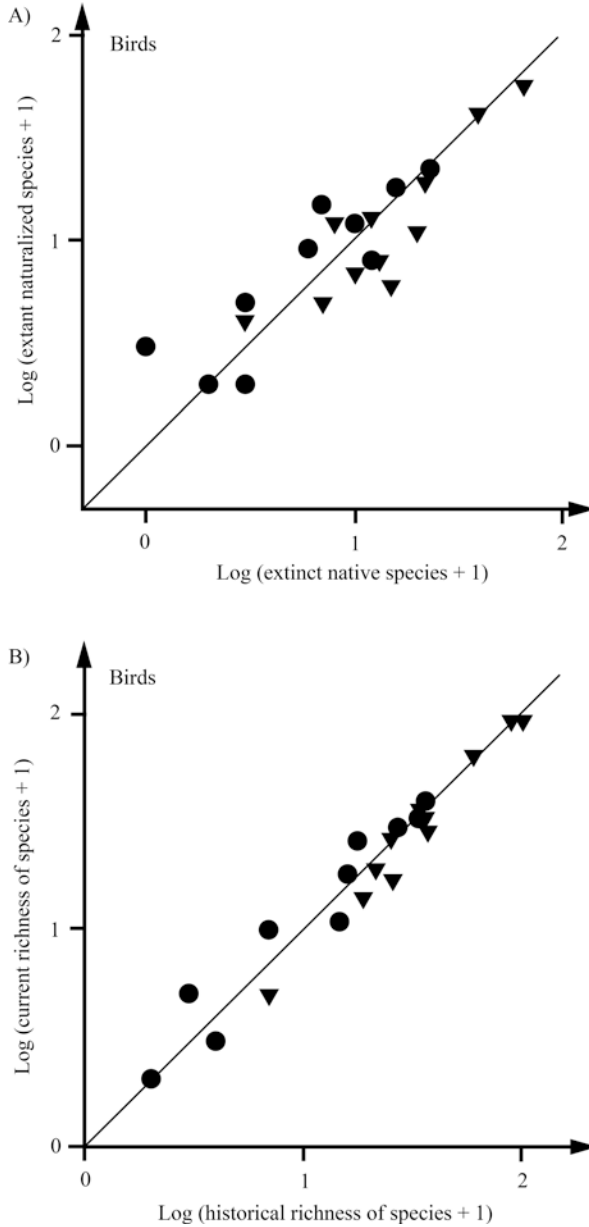 A)
Birds
2
1
0
Log (extant naturalized species + 1)
0
1
2
Log (extinct native species + 1)
B)
Birds
2
1
0
Log (current richness of species + 1)
0
1
2
Log (historical richness of species + 1)